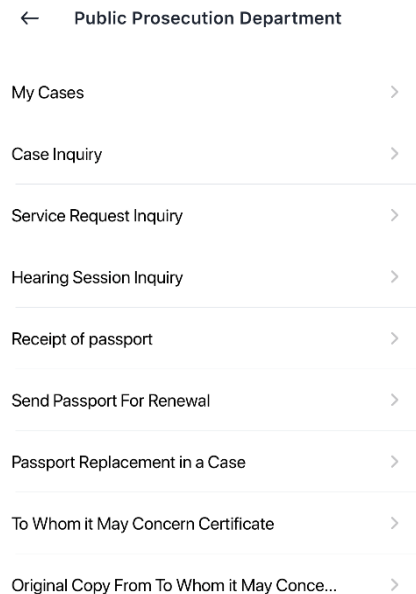 Public Prosecution Department
My Cases
Case Inquiry
Service Request Inquiry
Hearing Session Inquiry
Receipt of passport
Send Passport For Renewal
Passport Replacement in a Case
To Whom it May Concern Certificate
Original Copy From To Whom it May Conce...